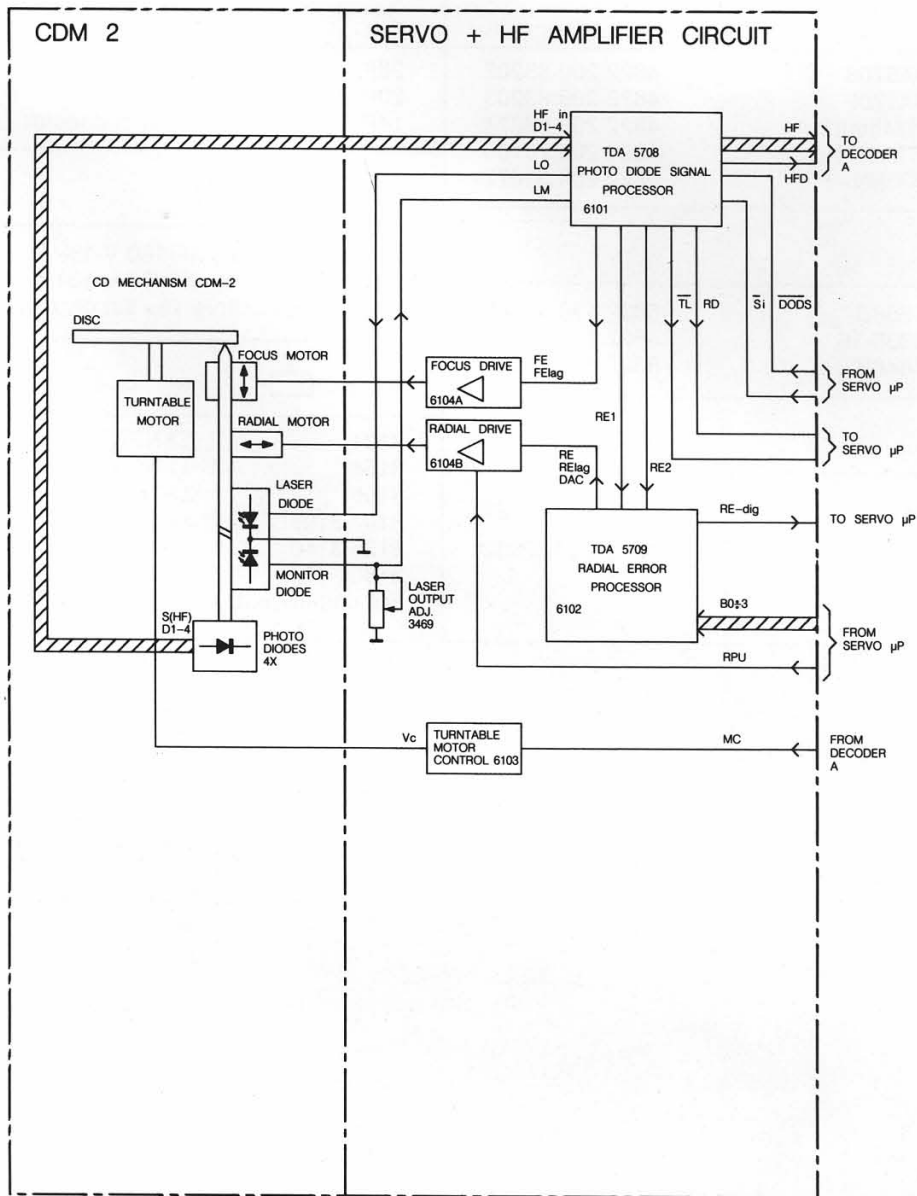 CDM 2
SERVO + HF AMPLIFIER CIRCUIT
HF in
D1-4
LO
LM
TDA 5708
PHOTO DIODE SIGNAL
PROCESSOR
6101
HF
HFD
TO
DECODER
A
T̅L̅
RD
S̅i
D̅O̅D̅S̅
CD MECHANISM CDM-2
DISC
FOCUS MOTOR
TURNTABLE
MOTOR
RADIAL MOTOR
FOCUS DRIVE
6104A
FE
FElag
RADIAL DRIVE
6104B
RE
RElag
DAC
RE1
RE2
FROM
SERVO μP
TO
SERVO μP
LASER
DIODE
MONITOR
DIODE
LASER
OUTPUT
ADJ.
3469
TDA 5709
RADIAL ERROR
PROCESSOR
6102
RE-dig
TO SERVO μP
B0÷3
RPU
FROM
SERVO μP
S(HF)
D1-4
PHOTO
DIODES
4X
Vc
TURNTABLE
MOTOR
CONTROL 6103
MC
FROM
DECODER
A